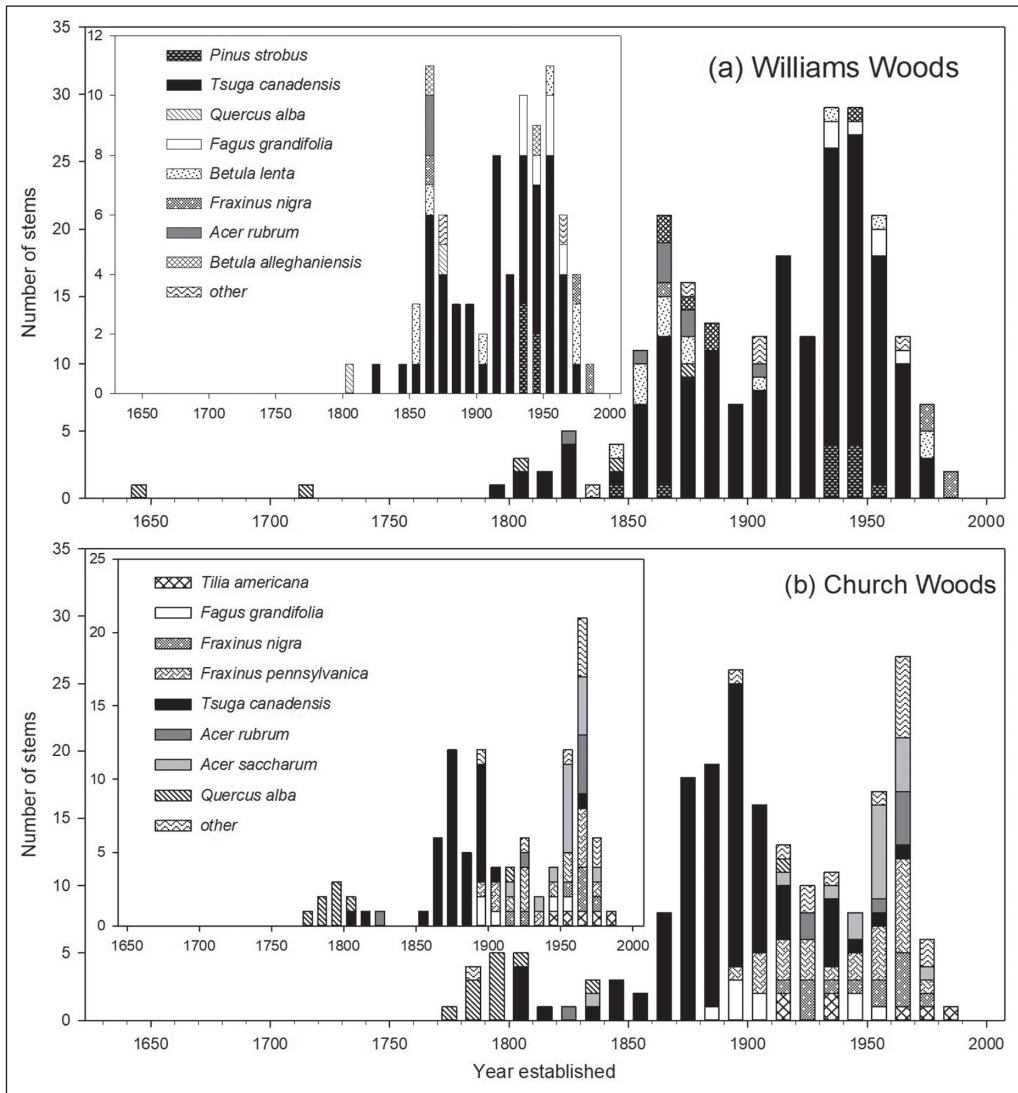 (a) Williams Woods
Number of stems
35
30
25
20
15
10
5
0
12
10
8
6
4
2
0
Pinus strobus
Tsuga canadensis
Quercus alba
Fagus grandifolia
Betula lenta
Fraxinus nigra
Acer rubrum
Betula alleghaniensis
other
1650 1700 1750 1800 1850 1900 1950 2000
1650 1700 1750 1800 1850 1900 1950 2000
(b) Church Woods
Number of stems
35
30
25
20
15
10
5
0
25
20
15
10
5
0
Tilia americana
Fagus grandifolia
Fraxinus nigra
Fraxinus pennsylvanica
Tsuga canadensis
Acer rubrum
Acer saccharum
Quercus alba
other
1650 1700 1750 1800 1850 1900 1950 2000
1650 1700 1750 1800 1850 1900 1950 2000
Year established